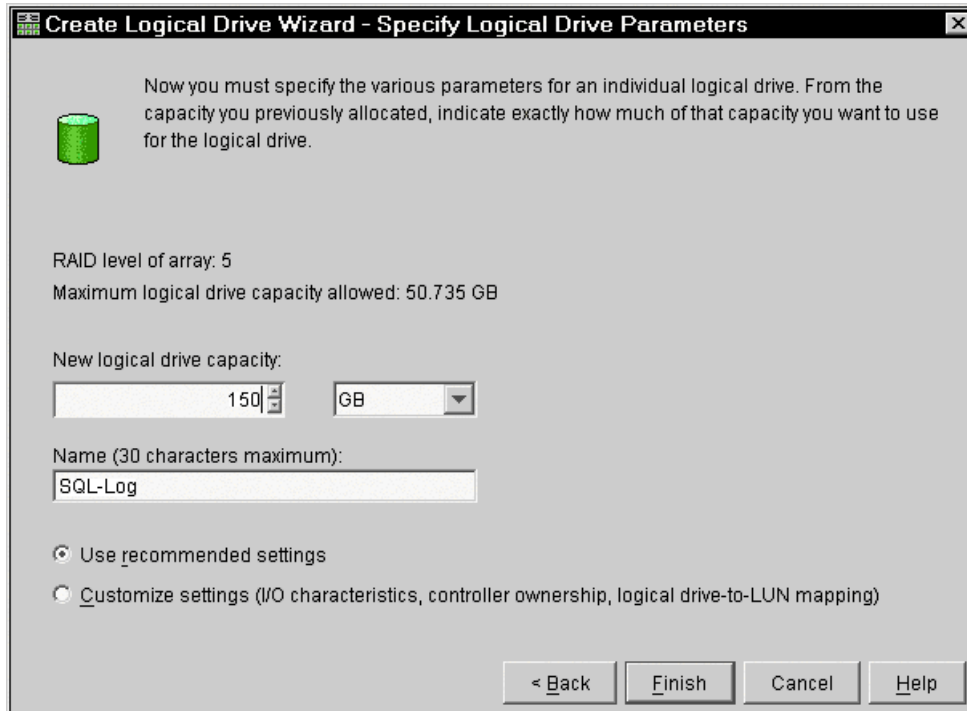 Create Logical Drive Wizard - Specify Logical Drive Parameters
Now you must specify the various parameters for an individual logical drive. From the
capacity you previously allocated, indicate exactly how much of that capacity you want to use
for the logical drive.
RAID level of array: 5
Maximum logical drive capacity allowed: 50.735 GB
New logical drive capacity:
150 GB
Name (30 characters maximum):
SQL-Log
Use recommended settings
Customize settings (I/O characteristics, controller ownership, logical drive-to-LUN mapping)
< Back Finish Cancel Help